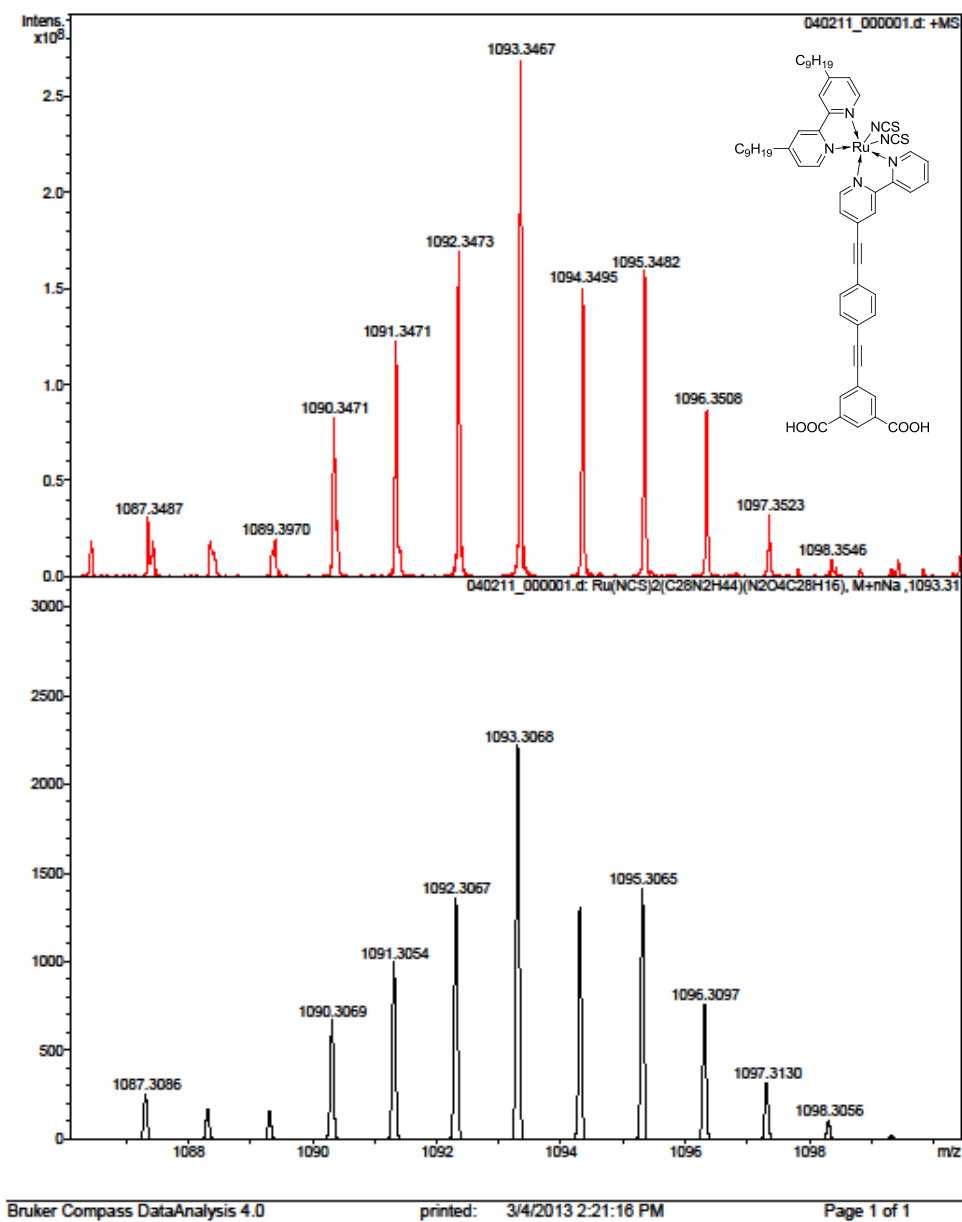 Intens.
x10⁸
040211_000001.d: +MS
1093.3467
2.5
2.0
1092.3473
1095.3482
1094.3495
1.5
1091.3471
1.0
1096.3508
1090.3471
0.5
1087.3487
1097.3523
1089.3970
1098.3546
0.0
C9H19
C9H19
N
N
Ru
NCS
NCS
N
N
HOOC
COOH
040211_000001.d: Ru(NCS)2(C28N2H44)(N2O4C28H16), M+nNa ,1093.31
3000
2500
1093.3068
2000
1500
1092.3067
1095.3065
1000
1091.3054
1096.3097
1090.3069
500
1087.3086
1097.3130
1098.3056
0
1088 1090 1092 1094 1096 1098 m/z
Bruker Compass DataAnalysis 4.0 printed: 3/4/2013 2:21:16 PM Page 1 of 1